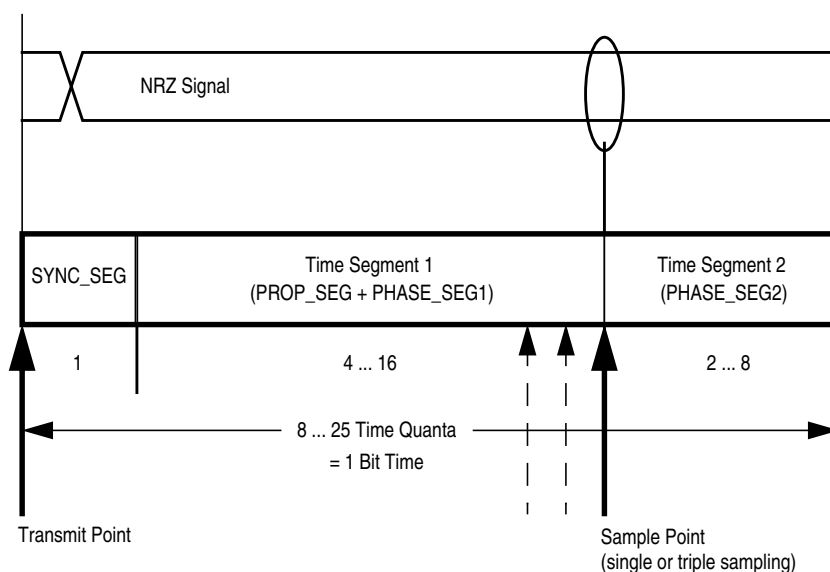 NRZ Signal
SYNC_SEG
Time Segment 1
(PROP_SEG + PHASE_SEG1)
Time Segment 2
(PHASE_SEG2)
1
4 ... 16
2 ... 8
8 ... 25 Time Quanta
= 1 Bit Time
Transmit Point
Sample Point
(single or triple sampling)